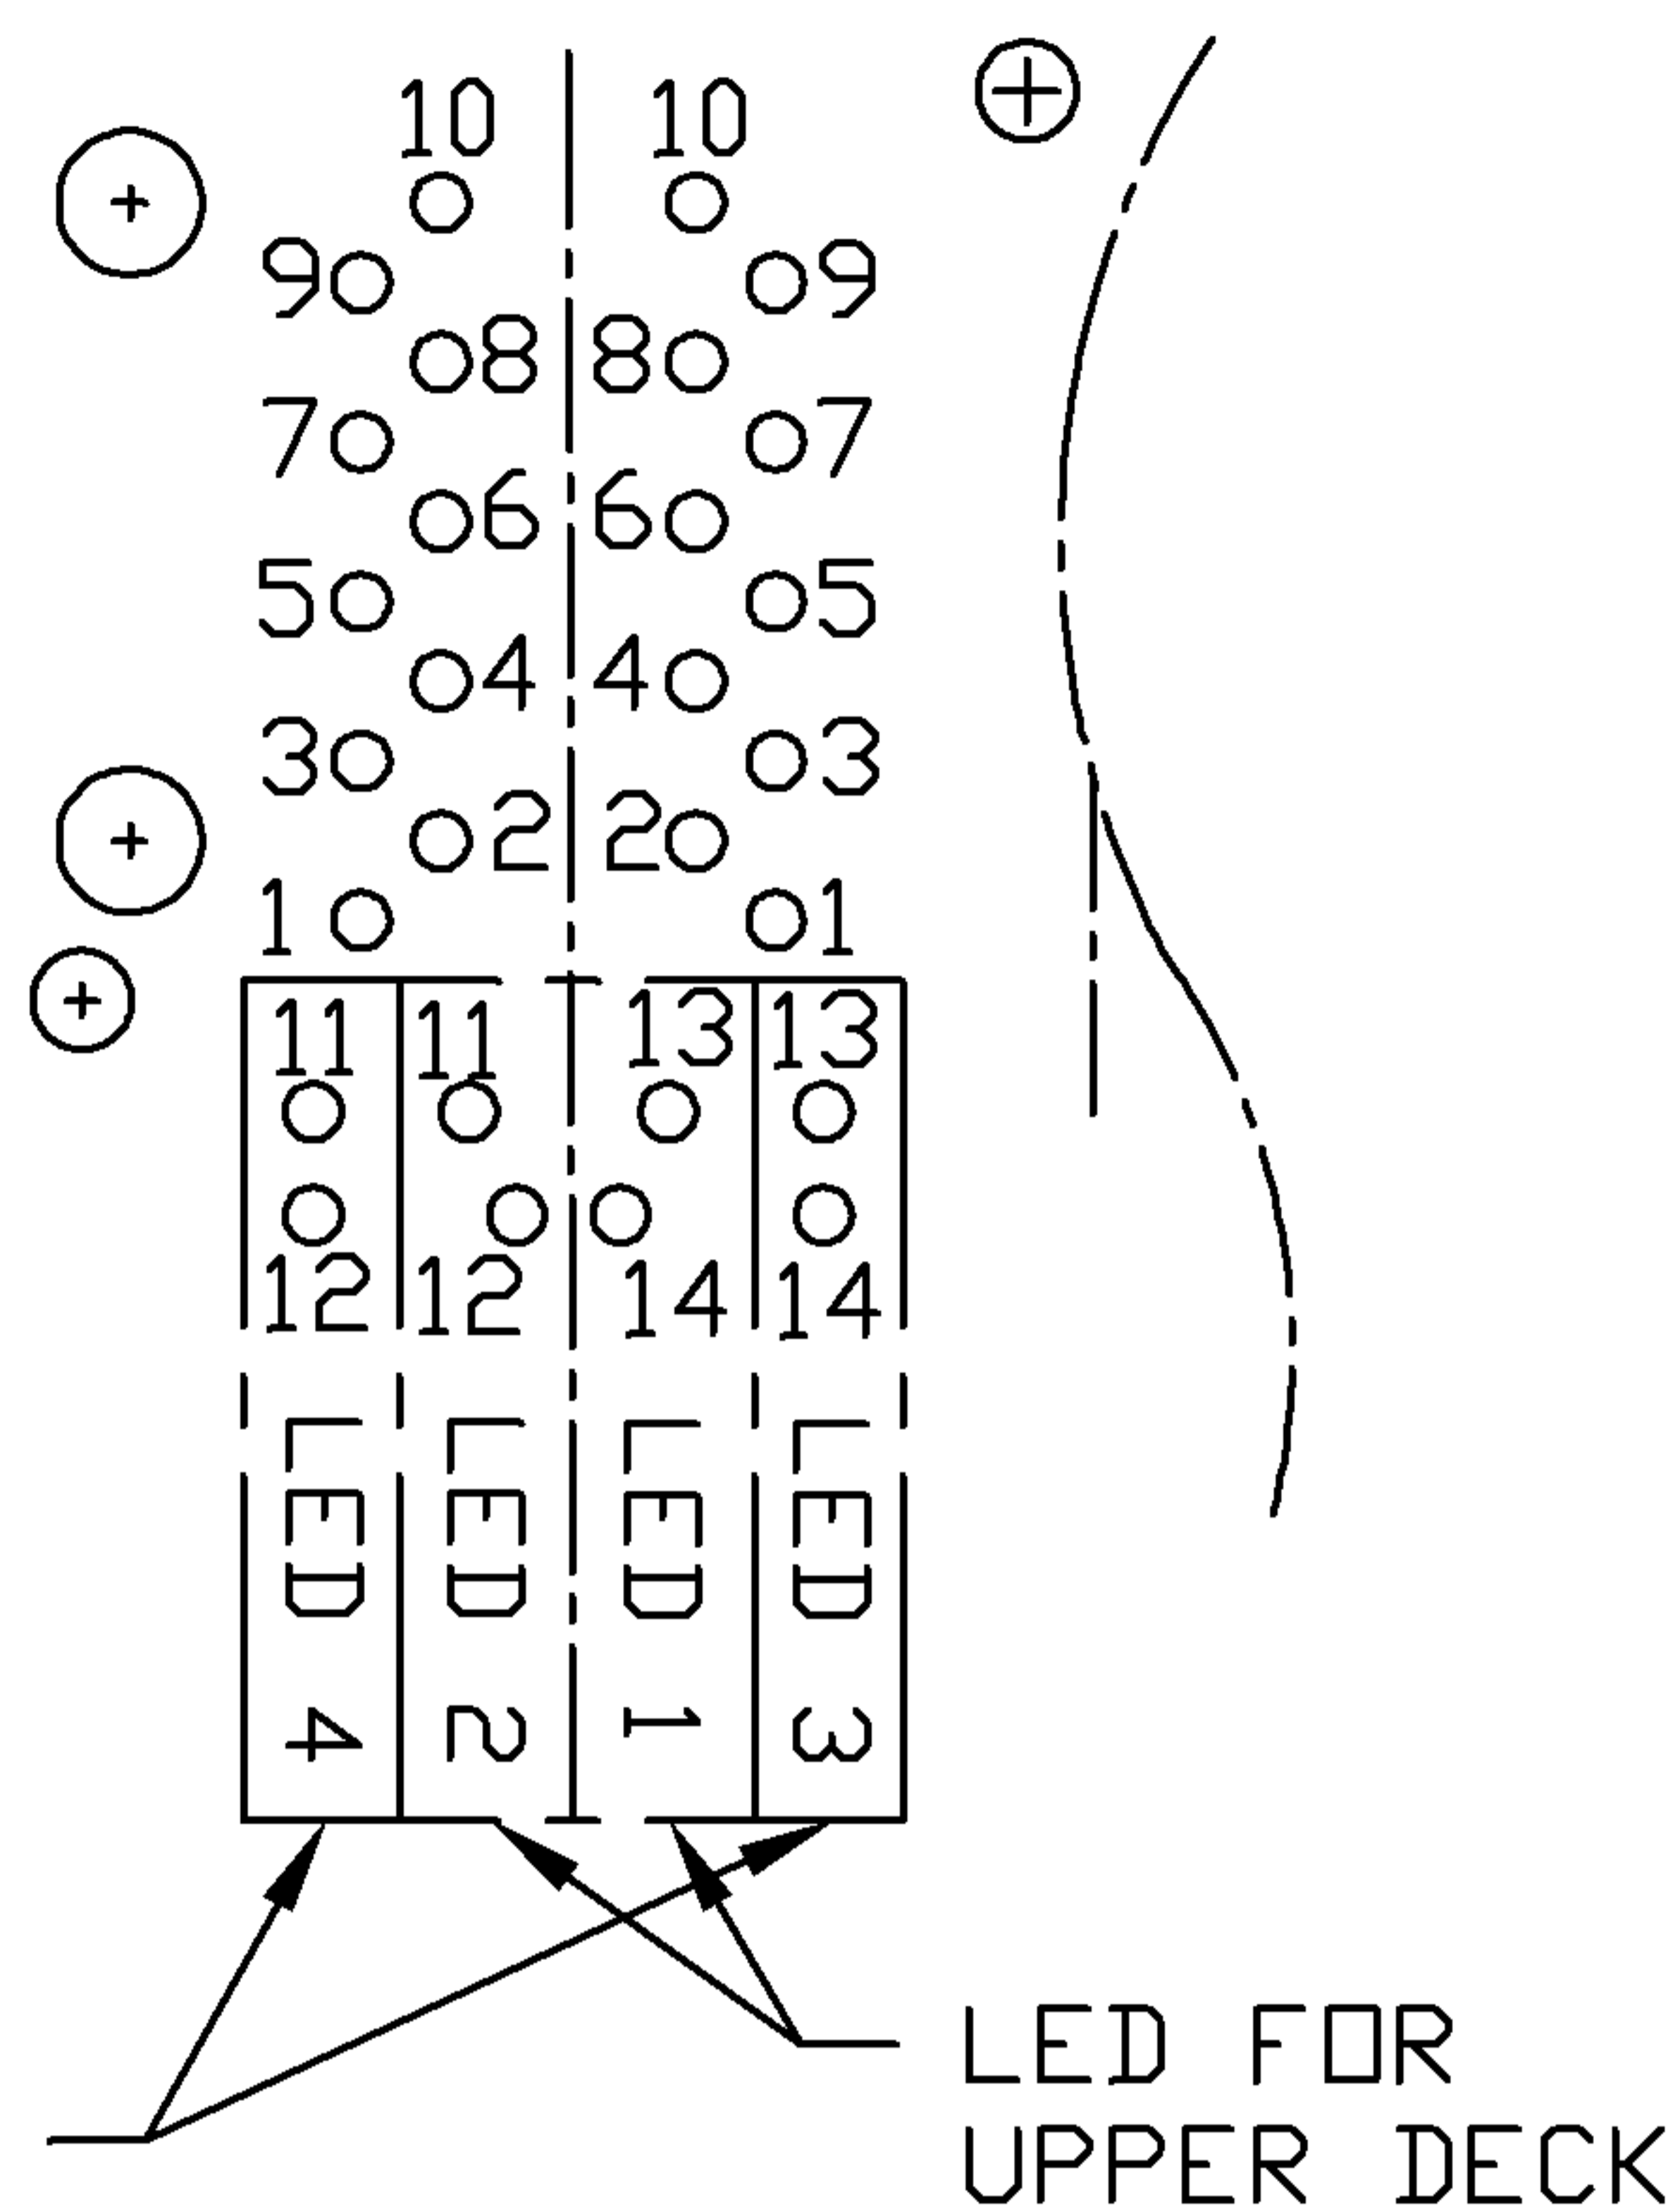 10 10
9 9
8 8
7 7
6 6
5 5
4 4
3 3
2 2
1 1
11 11 13 13
12 12 14 14
LED 4
LED 2
LED 1
LED 3
LED FOR
UPPER DECK